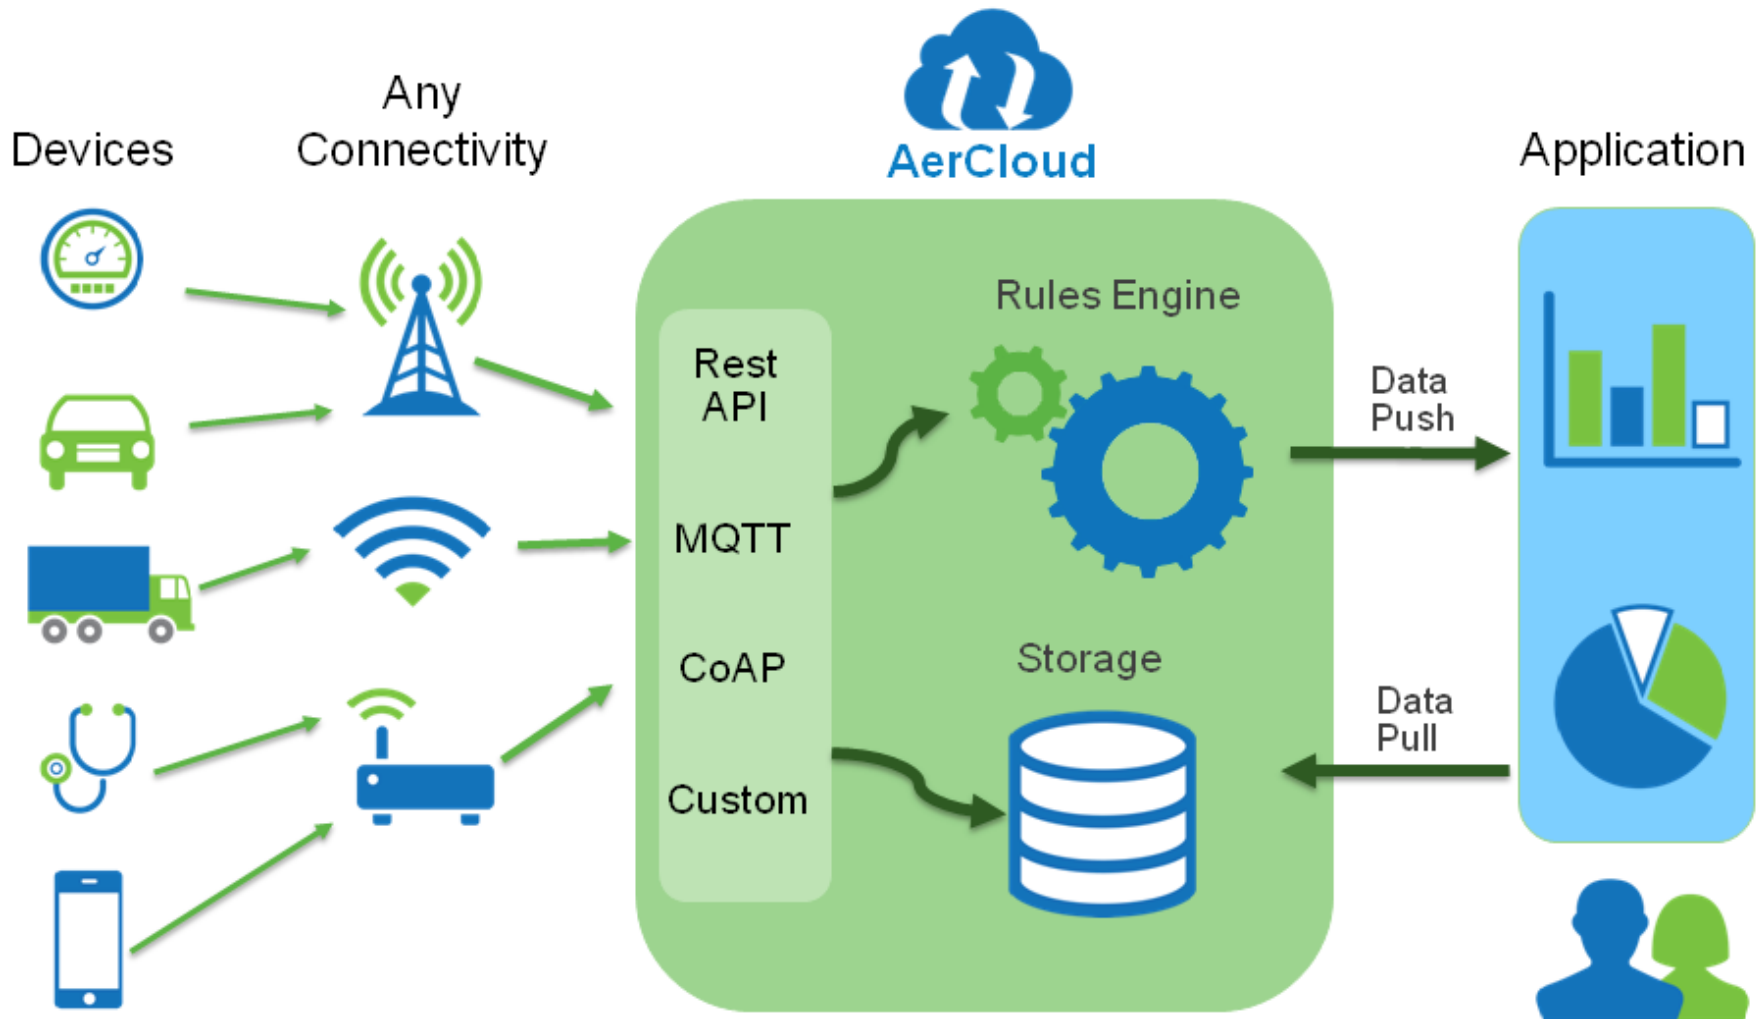 Devices
Any
Connectivity
AerCloud
Application
Rest
API
MQTT
CoAP
Custom
Rules Engine
Storage
Data
Push
Data
Pull